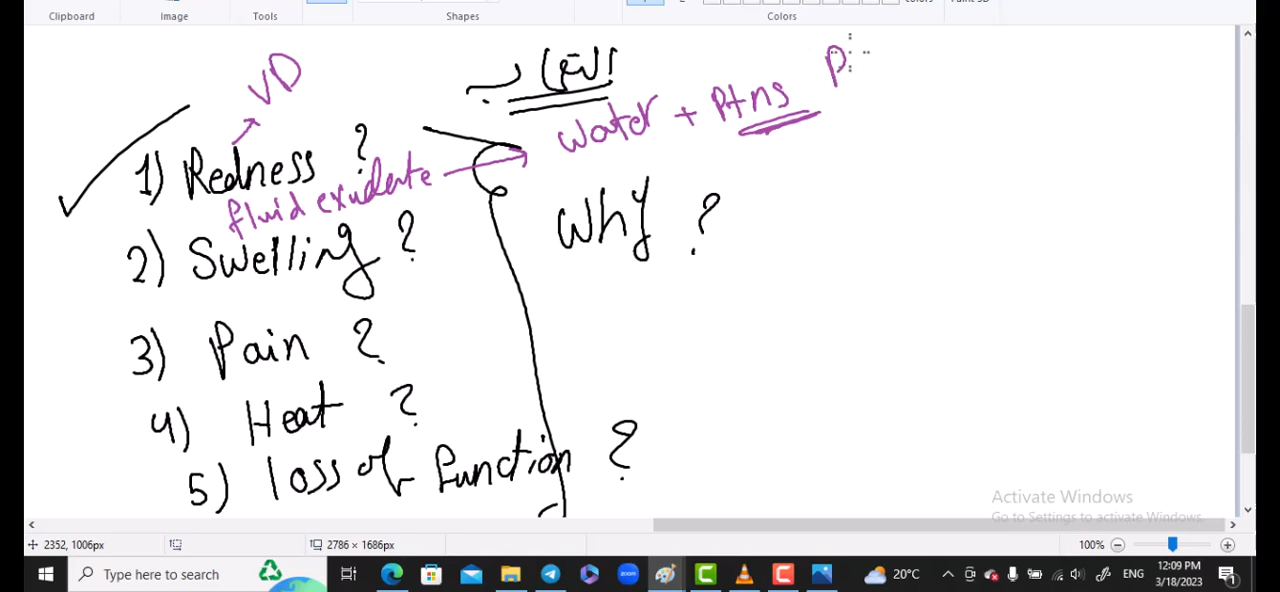 Clipboard Image Tools Shapes Colors
التهاب
VD
Water + Ptns P
1) Redness ?
fluid exudate
Why ?
2) Swelling ?
3) Pain ?
4) Heat ?
5) loss of function ?
Activate Windows
Go to Settings to activate Windows.
2352, 1006px 2786 × 1686px 100%
Type here to search
20°C ENG 12:09 PM
3/18/2023